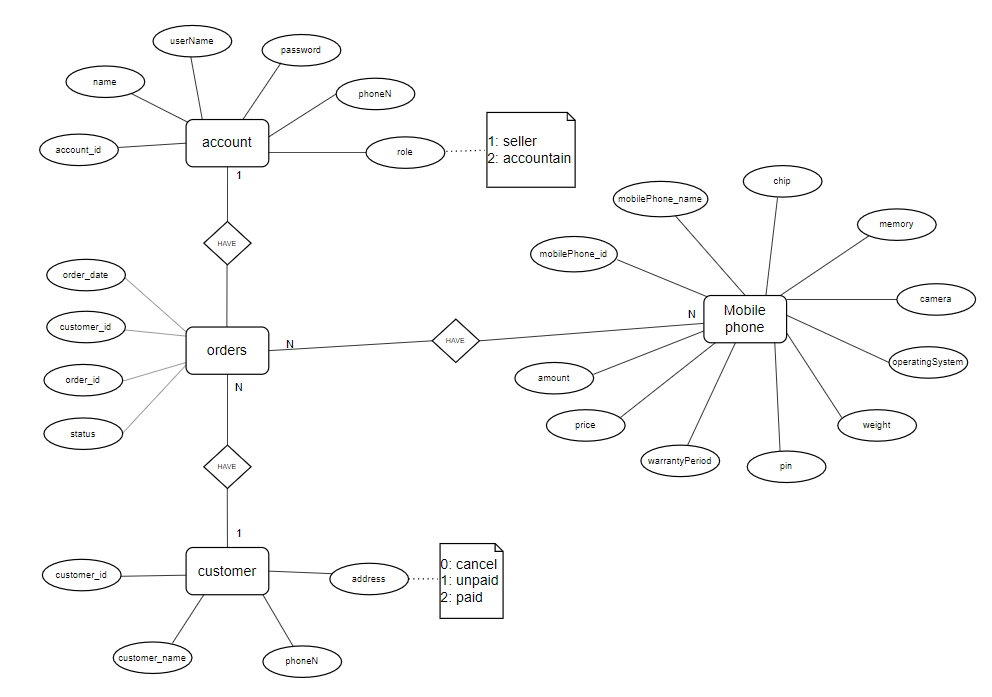 userName
password
name
phoneN
account
account_id
role
1: seller
2: accountain
1
chip
mobilePhone_name
memory
HAVE
mobilePhone_id
order_date
camera
Mobile
phone
N
customer_id
HAVE
orders
N
operatingSystem
amount
order_id
N
price
weight
status
warrantyPeriod
pin
HAVE
1
0: cancel
1: unpaid
2: paid
customer_id
customer
address
customer_name
phoneN